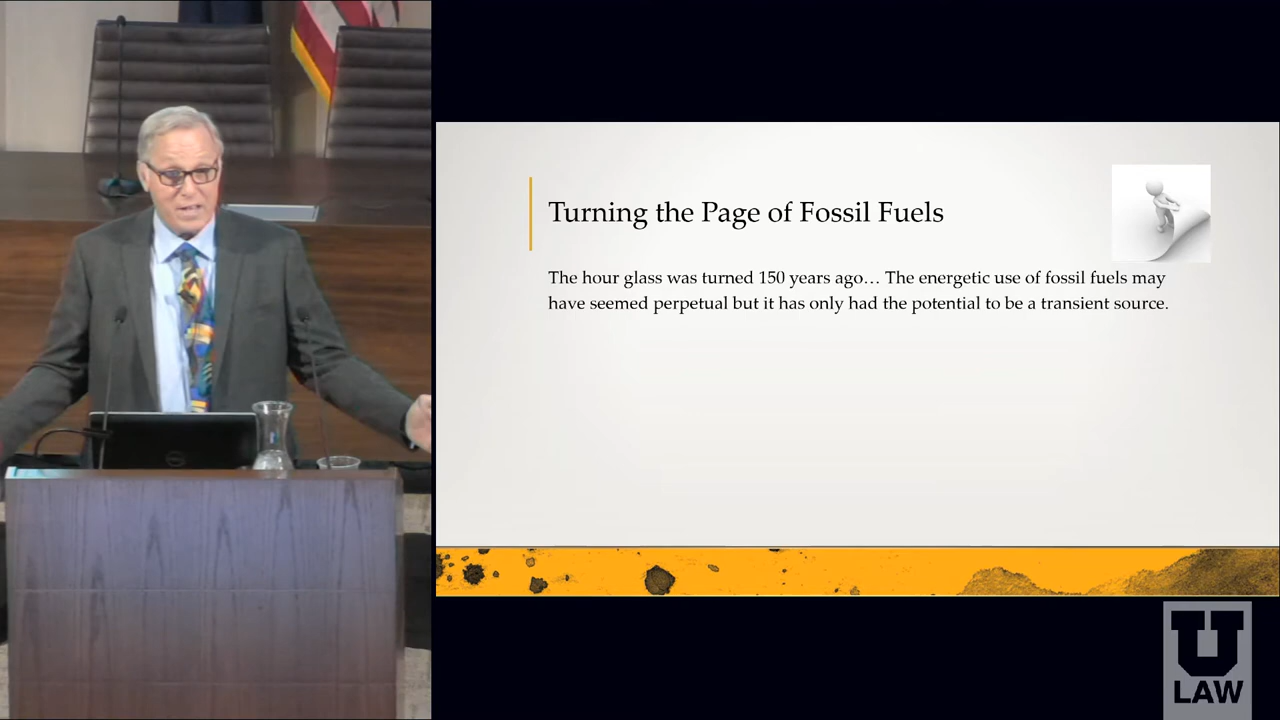 Turning the Page of Fossil Fuels
The hour glass was turned 150 years ago… The energetic use of fossil fuels may
have seemed perpetual but it has only had the potential to be a transient source.
U
LAW